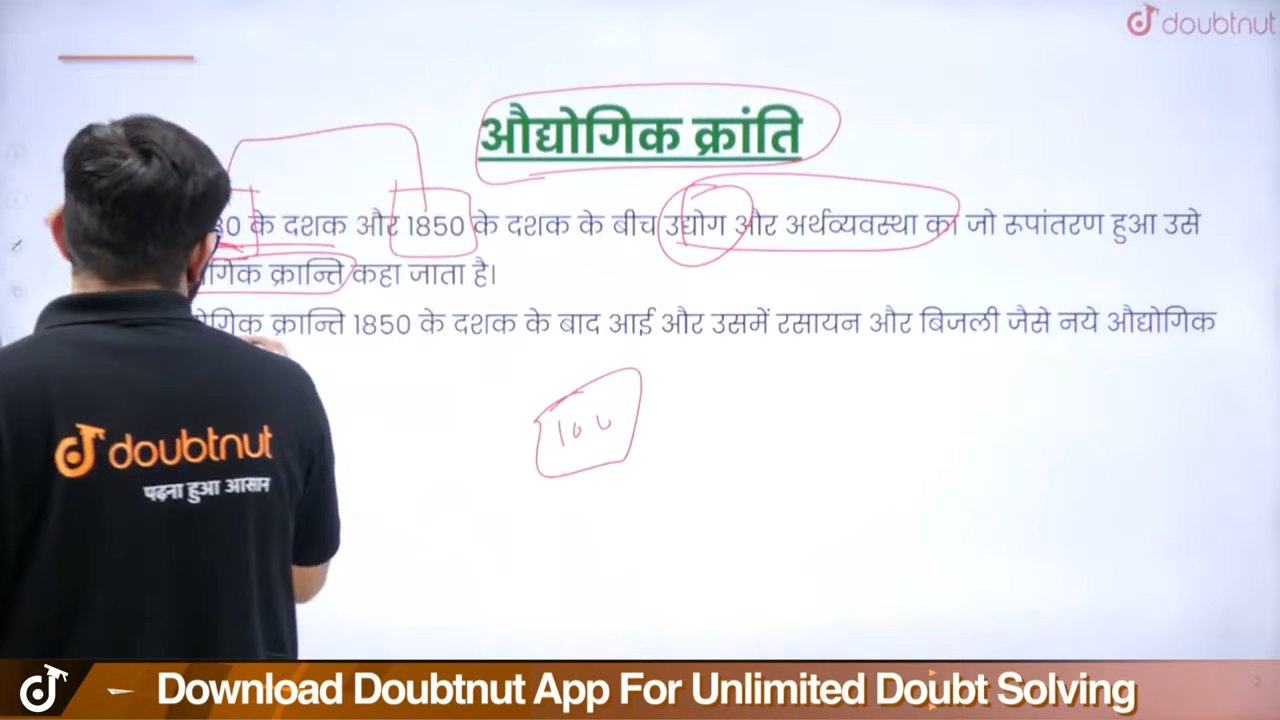 doubtnut
औद्योगिक क्रांति
के दशक और 1850 के दशक के बीच उद्योग और अर्थव्यवस्था का जो रूपांतरण हुआ उसे
क्रान्ति कहा जाता है।
क्रान्ति 1850 के दशक के बाद आई और उसमें रसायन और बिजली जैसे नये औद्योगिक
doubtnut
पढ़ना हुआ आसान
Download Doubtnut App For Unlimited Doubt Solving
2